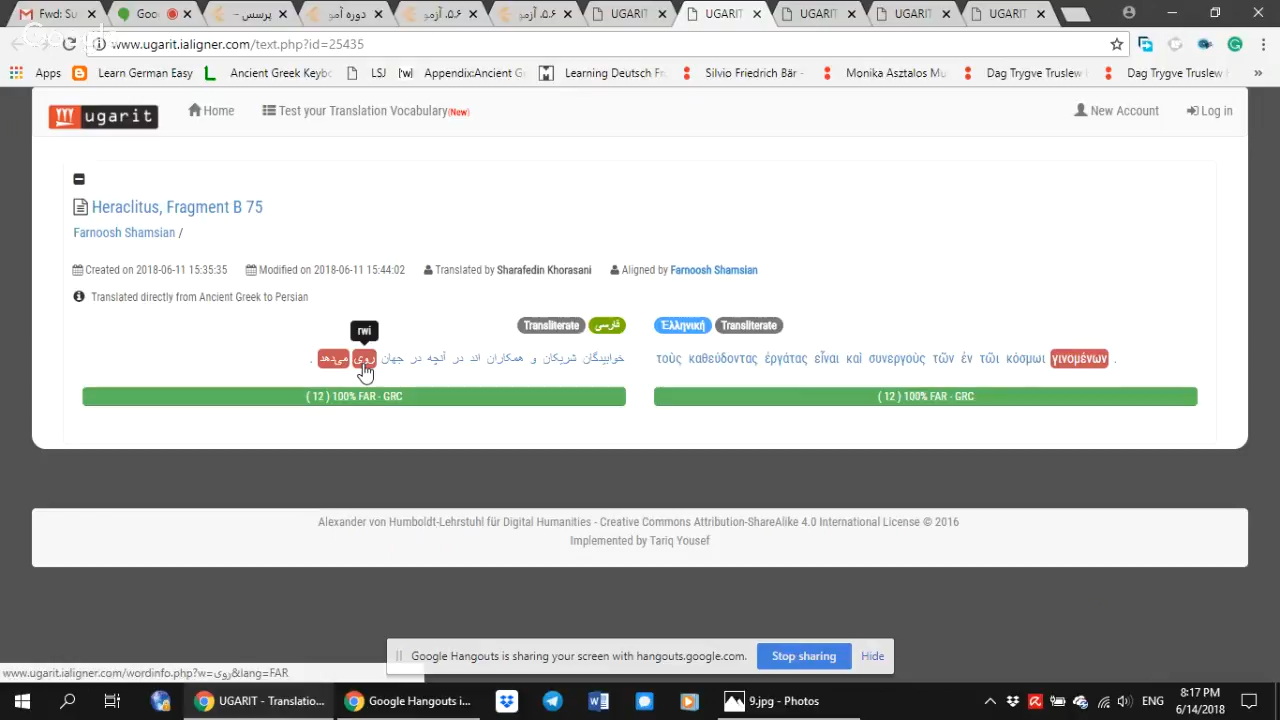 Gmail: Su
Goo
پرسس -
دوره آمو
۵.۶. آزمو
۵.۶. آزمو
UGARIT
UGARIT
UGARIT
UGARIT
UGARIT
Google
www.ugarit.ialigner.com/text.php?id=25435
Apps Learn German Easy Ancient Greek Keybo LSJ Appendix:Ancient G Learning Deutsch Fr Silvio Friedrich Bär - Monika Asztalos Mu Dag Trygve Truslew H Dag Trygve Truslew H »
ugarit Home Test your Translation Vocabulary(New) New Account Log in
Heraclitus, Fragment B 75
Farnoosh Shamsian /
Created on 2018-06-11 15:35:35 Modified on 2018-06-11 15:44:02 Translated by Sharafedin Khorasani Aligned by Farnoosh Shamsian
Translated directly from Ancient Greek to Persian
Transliterate فارسی Ἑλληνική Transliterate
rwi
خوابیدگان شریکان و همکاران اند در آنچه در جهان روی می‌دهد .
τοὺς καθεύδοντας ἐργάτας εἶναι καὶ συνεργοὺς τῶν ἐν τῶι κόσμωι γινομένων .
( 12 ) 100% FAR - GRC
( 12 ) 100% FAR - GRC
Alexander von Humboldt-Lehrstuhl für Digital Humanities - Creative Commons Attribution-ShareAlike 4.0 International License © 2016
Implemented by Tariq Yousef
Google Hangouts is sharing your screen with hangouts.google.com. Stop sharing Hide
www.ugarit.ialigner.com/wordinfo.php?w=روی&lang=FAR
UGARIT - Translatio... Google Hangouts i... 9.jpg - Photos ENG 8:17 PM
6/14/2018